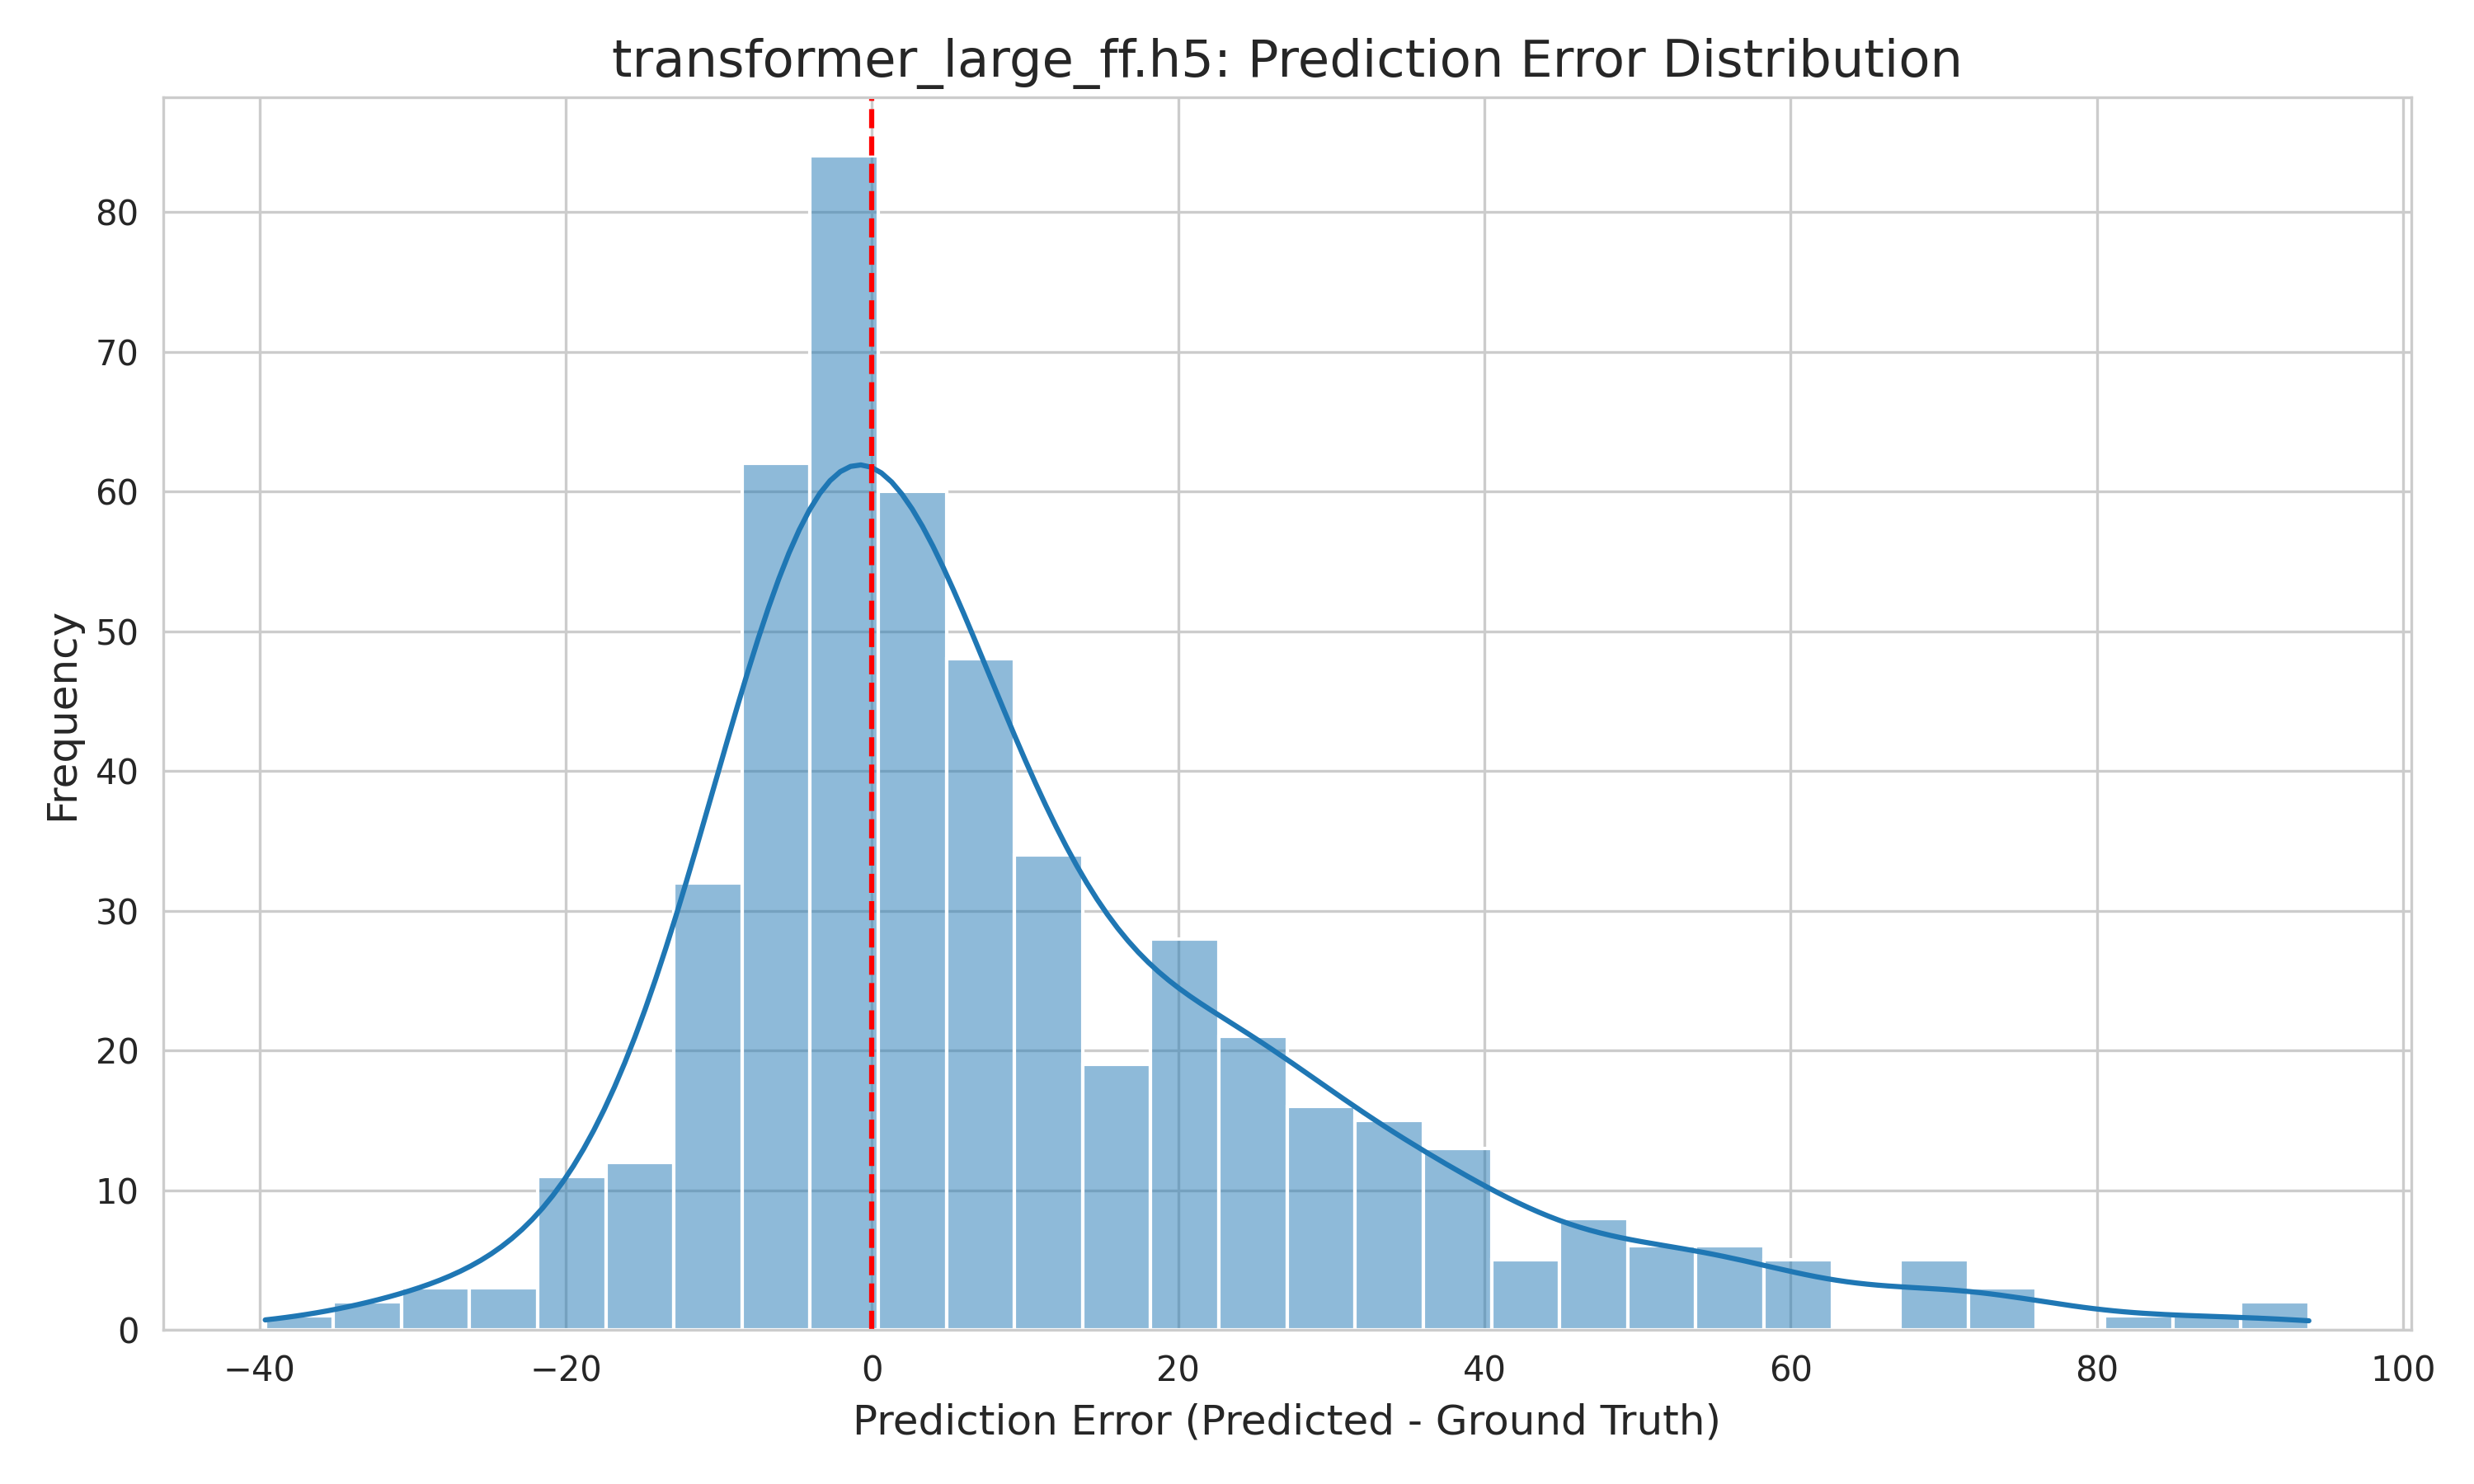 transformer_large_ff.h5: Prediction Error Distribution
Frequency
80
70
60
50
40
30
20
10
0
−40 −20 0 20 40 60 80 100
Prediction Error (Predicted - Ground Truth)